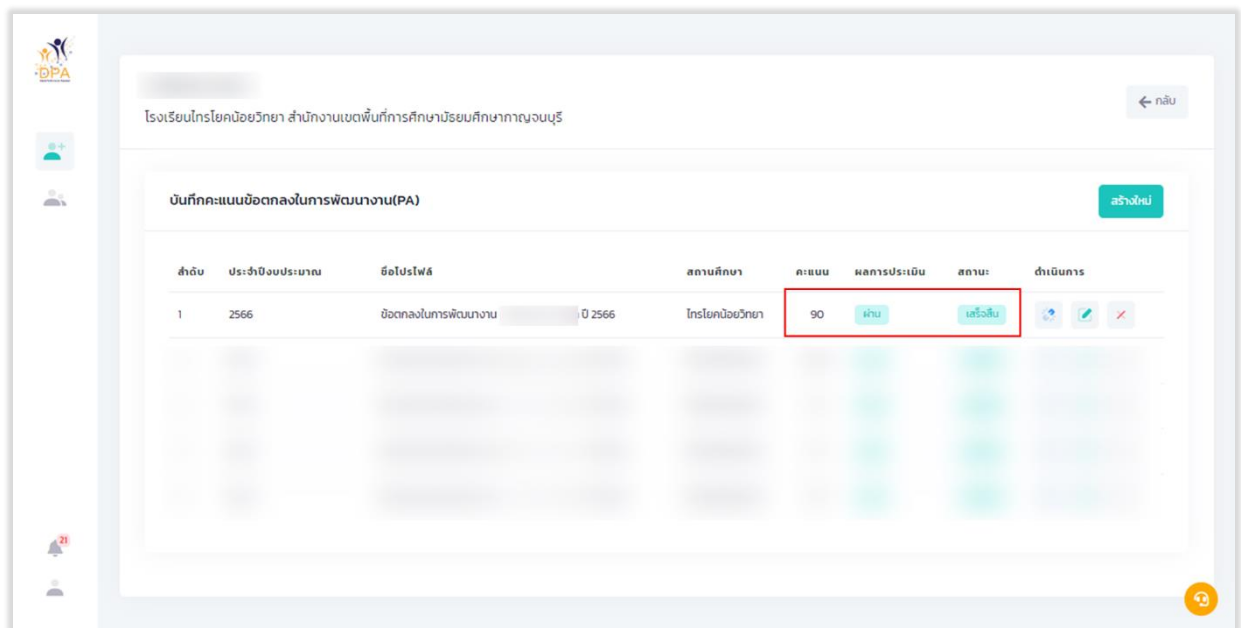 DPA
← กลับ
โรงเรียนไทรโยคน้อยวิทยา สำนักงานเขตพื้นที่การศึกษามัธยมศึกษากาญจนบุรี
บันทึกคะแนนข้อตกลงในการพัฒนางาน(PA)
สร้างใหม่
ลำดับ ประจำปีงบประมาณ ชื่อโปรไฟล์ สถานศึกษา คะแนน ผลการประเมิน สถานะ ดำเนินการ
1 2566 ข้อตกลงในการพัฒนางาน ปี 2566 ไทรโยคน้อยวิทยา 90 ผ่าน เสร็จสิ้น
21